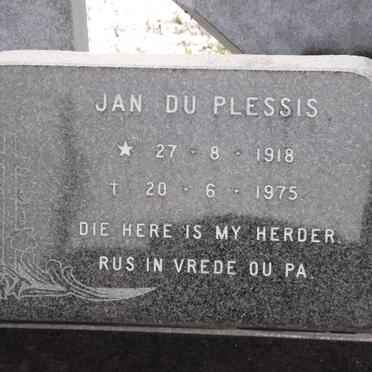 JAN DU PLESSIS
★ 27 - 8 - 1918
† 20 - 6 - 1975
DIE HERE IS MY HERDER.
RUS IN VREDE OU PA.